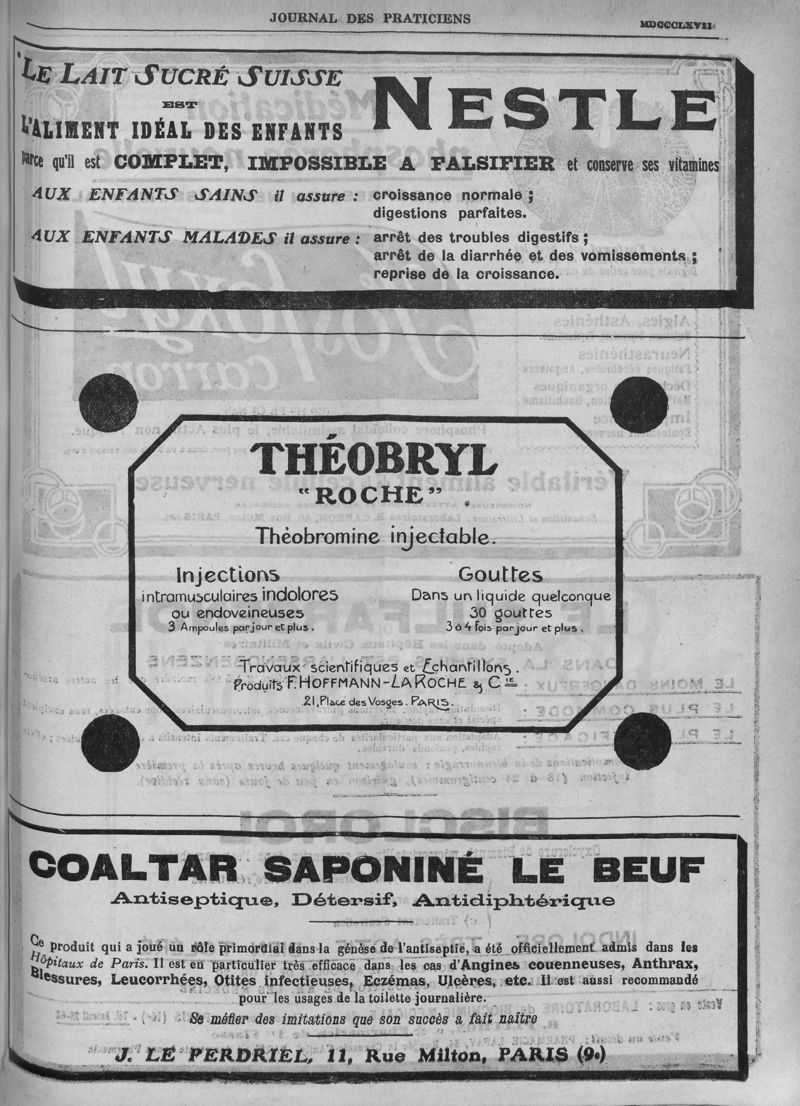 JOURNAL DES PRATICIENS
MDCCCLXVII
LE LAIT SUCRÉ SUISSE
EST
L'ALIMENT IDÉAL DES ENFANTS
NESTLE
parce qu'il est COMPLET, IMPOSSIBLE A FALSIFIER et conserve ses vitamines
AUX ENFANTS SAINS il assure : croissance normale ;
digestions parfaites.
AUX ENFANTS MALADES il assure : arrêt des troubles digestifs ;
arrêt de la diarrhée et des vomissements ;
reprise de la croissance.
THÉOBRYL
"ROCHE"
Théobromine injectable.
Injections
intramusculaires indolores
ou endoveineuses
3 Ampoules par jour et plus.
Gouttes
Dans un liquide quelconque
30 gouttes
3 à 4 fois par jour et plus.
Travaux scientifiques et Échantillons.
Produits F. HOFFMANN-LA ROCHE & Cie
21, Place des Vosges. PARIS.
COALTAR SAPONINÉ LE BEUF
Antiseptique, Détersif, Antidiphtérique
Ce produit qui a joué un rôle primordial dans la génèse de l'antiseptie, a été officiellement admis dans les
Hôpitaux de Paris. Il est en particulier très efficace dans les cas d'Angines couenneuses, Anthrax,
Blessures, Leucorrhées, Otites infectieuses, Eczémas, Ulcères, etc. Il est aussi recommandé
pour les usages de la toilette journalière.
Se méfier des imitations que son succès a fait naître
J. LE PERDRIEL, 11, Rue Milton, PARIS (9e)